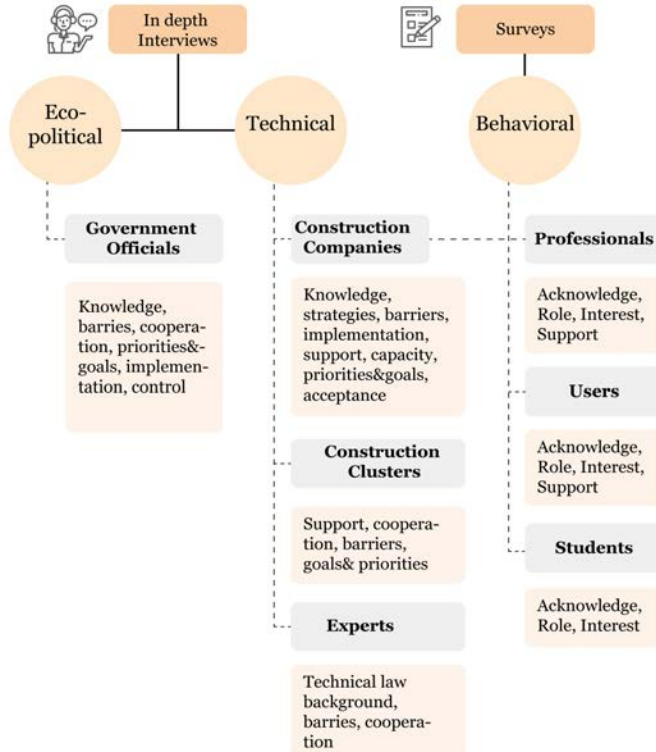 In depth
Interviews
Surveys
Eco-
political
Technical
Behavioral
Government
Officials
Knowledge,
barries, coopera-
tion, priorities&-
goals, implemen-
tation, control
Construction
Companies
Knowledge,
strategies, barriers,
implementation,
support, capacity,
priorities&goals,
acceptance
Construction
Clusters
Support, coopera-
tion, barriers,
goals& priorities
Experts
Technical law
background,
barries, coopera-
tion
Professionals
Acknowledge,
Role, Interest,
Support
Users
Acknowledge,
Role, Interest,
Support
Students
Acknowledge,
Role, Interest